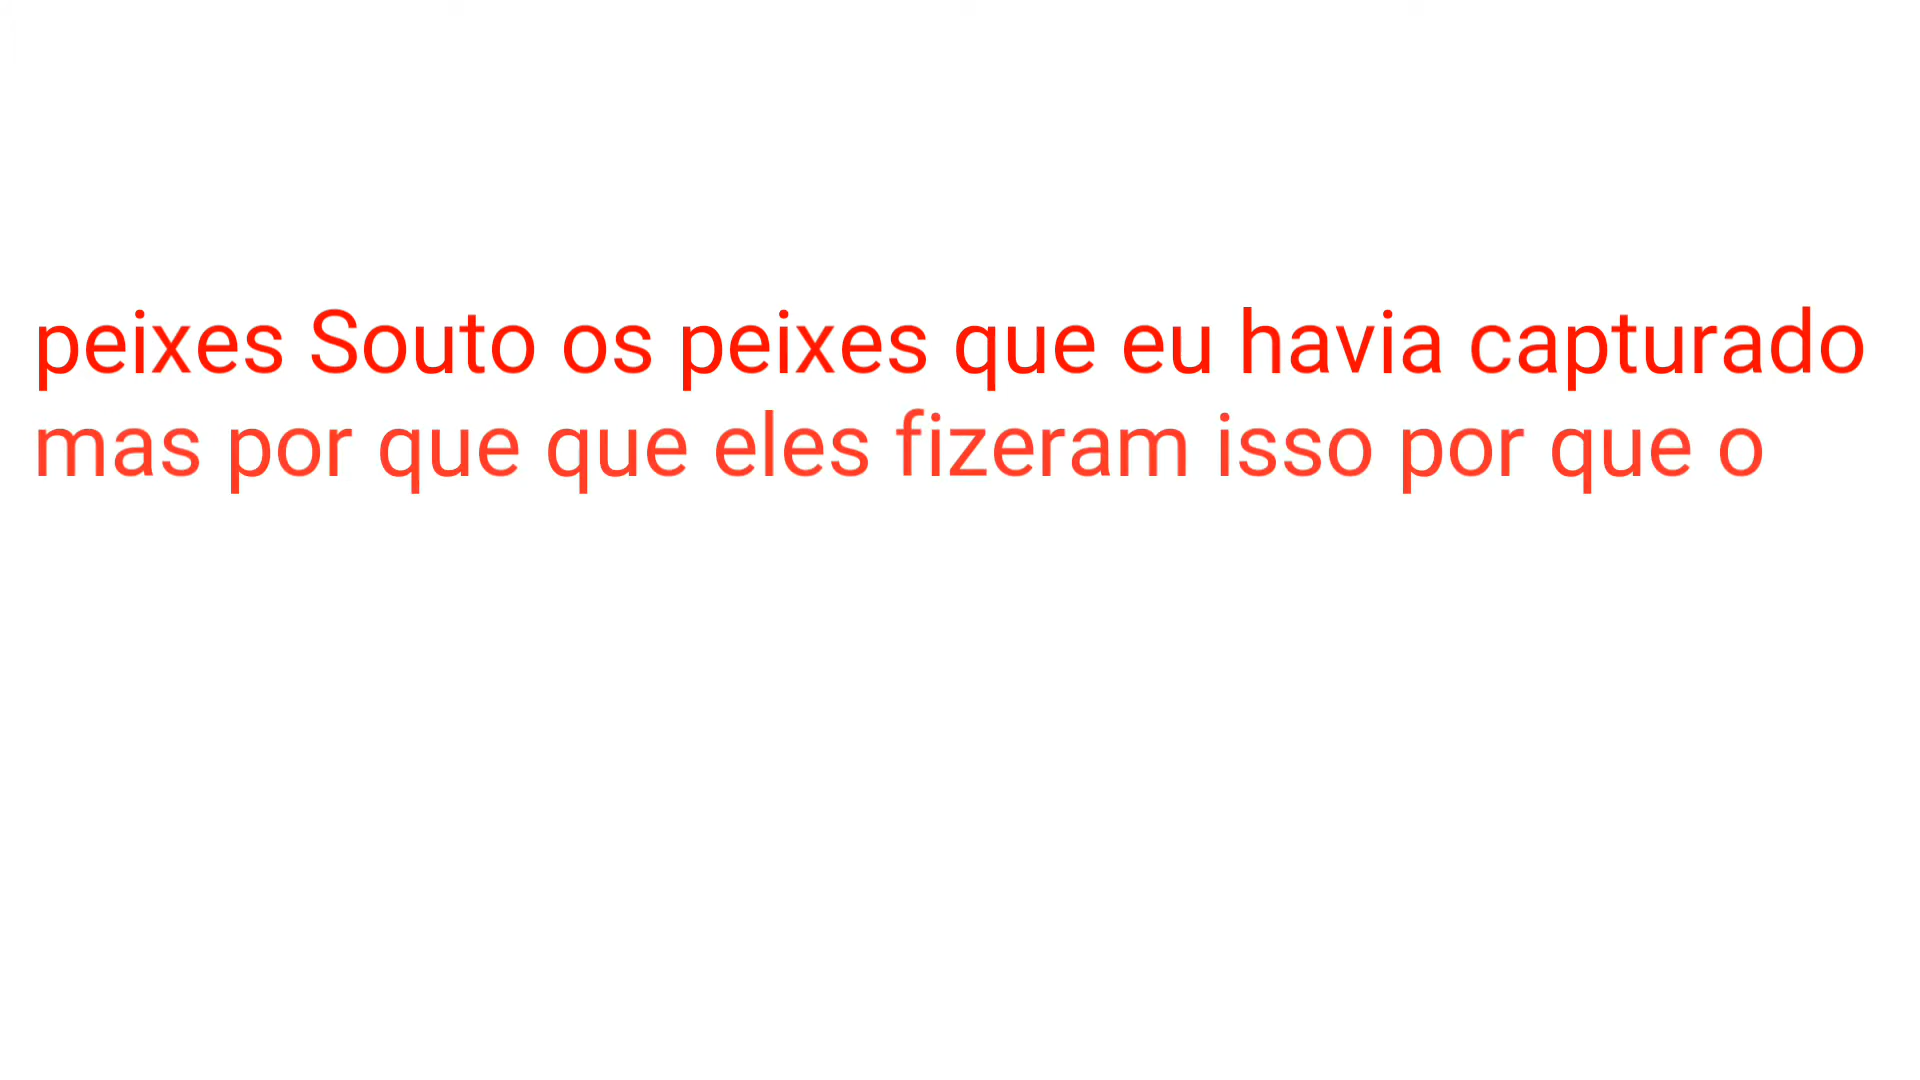 peixes Souto os peixes que eu havia capturado
mas por que que eles fizeram isso por que o